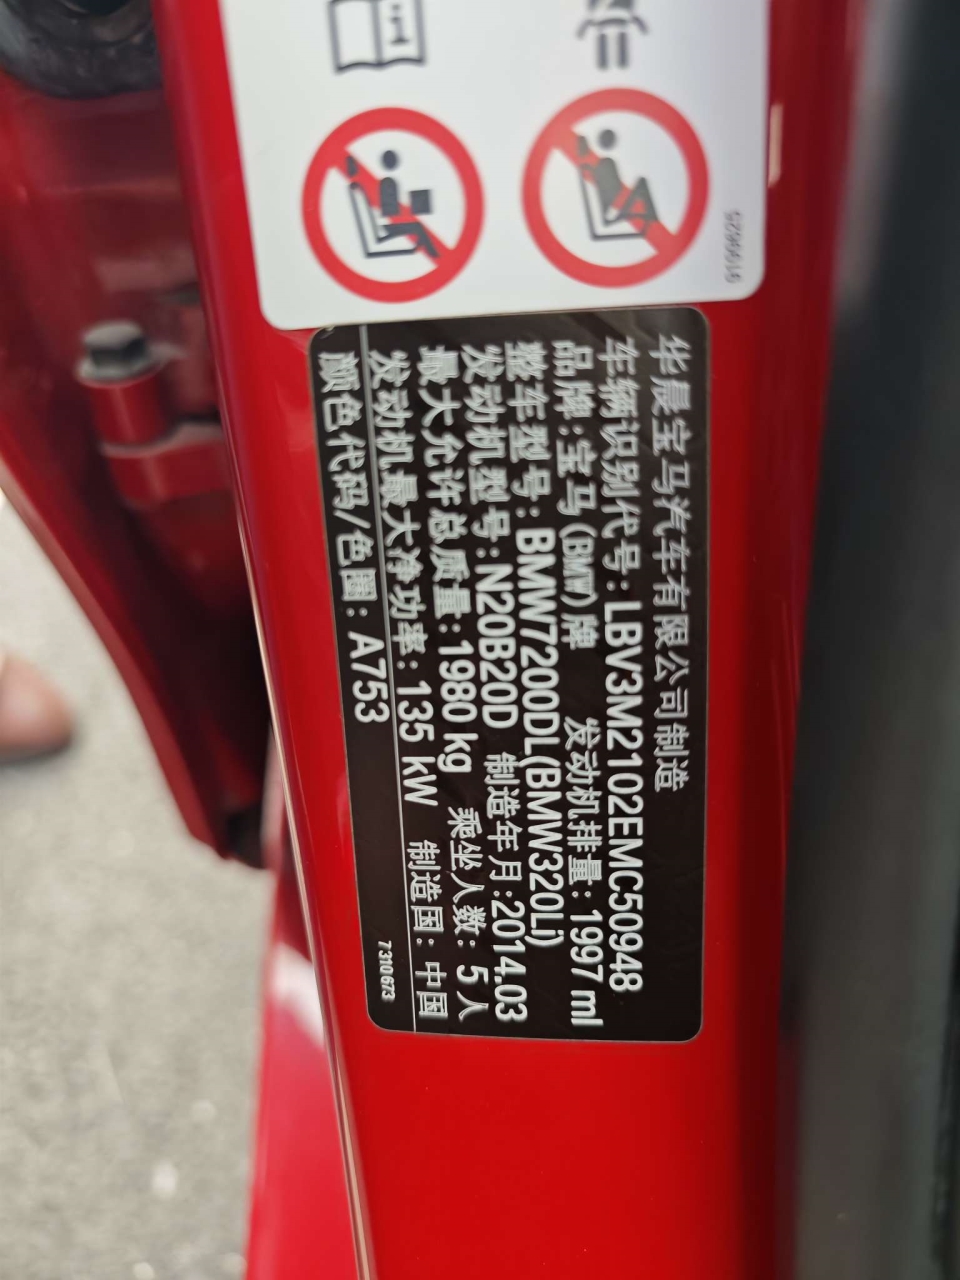 9166625
华晨宝马汽车有限公司制造
车辆识别代号: LBV3M2102EMC50948
品牌: 宝马(BMW)牌 发动机排量: 1997 ml
整车型号: BMW7200DL(BMW320Li)
发动机型号: N20B20D 制造年月: 2014.03
最大允许总质量: 1980 kg 乘坐人数: 5 人
发动机最大净功率: 135 kW 制造国: 中国
颜色代码/色圈: A753
7310673